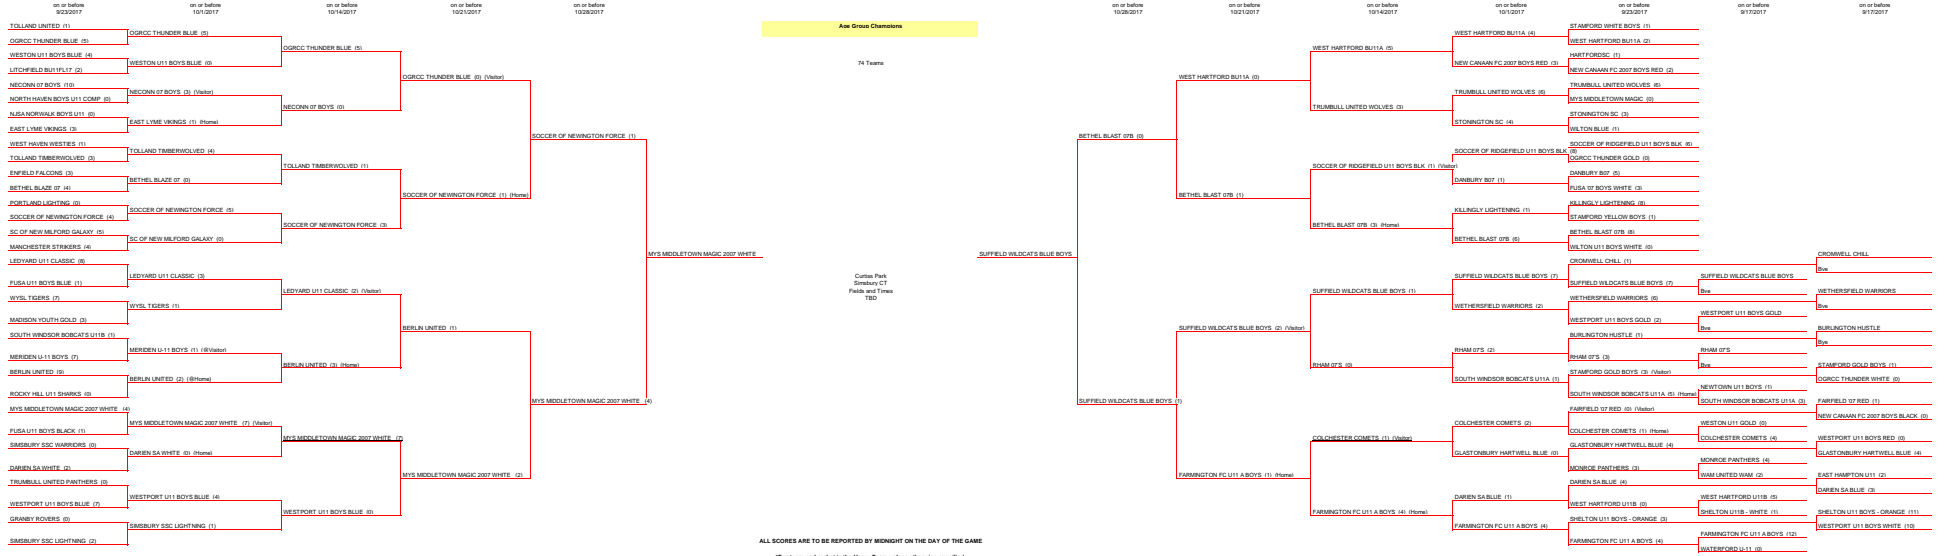 on or before
9/23/2017
on or before
10/1/2017
on or before
10/14/2017
on or before
10/21/2017
on or before
10/28/2017
on or before
10/28/2017
on or before
10/21/2017
on or before
10/14/2017
on or before
10/1/2017
on or before
9/23/2017
on or before
9/17/2017
on or before
9/17/2017
TOLLAND UNITED (1)
OGRCC THUNDER BLUE (5)
WESTON U11 BOYS BLUE (4)
LITCHFIELD BU11FL17 (2)
NECONN 07 BOYS (10)
NORTH HAVEN BOYS U11 COMP (0)
NJSA NORWALK BOYS U11 (0)
EAST LYME VIKINGS (3)
WEST HAVEN WESTIES (1)
TOLLAND TIMBERWOLVED (3)
ENFIELD FALCONS (3)
BETHEL BLAZE 07 (4)
PORTLAND LIGHTING (0)
SOCCER OF NEWINGTON FORCE (4)
SC OF NEW MILFORD GALAXY (5)
MANCHESTER STRIKERS (4)
LEDYARD U11 CLASSIC (8)
FUSA U11 BOYS BLUE (1)
WYSL TIGERS (7)
MADISON YOUTH GOLD (3)
SOUTH WINDSOR BOBCATS U11B (1)
MERIDEN U-11 BOYS (7)
BERLIN UNITED (9)
ROCKY HILL U11 SHARKS (0)
MYS MIDDLETOWN MAGIC 2007 WHITE (4)
FUSA U11 BOYS BLACK (1)
SIMSBURY SSC WARRIORS (0)
DARIEN SA WHITE (2)
TRUMBULL UNITED PANTHERS (0)
WESTPORT U11 BOYS BLUE (7)
GRANBY ROVERS (0)
SIMSBURY SSC LIGHTNING (2)
OGRCC THUNDER BLUE (5)
WESTON U11 BOYS BLUE (0)
NECONN 07 BOYS (3) (Visitor)
EAST LYME VIKINGS (1) (Home)
TOLLAND TIMBERWOLVED (4)
BETHEL BLAZE 07 (0)
SOCCER OF NEWINGTON FORCE (5)
SC OF NEW MILFORD GALAXY (0)
LEDYARD U11 CLASSIC (3)
WYSL TIGERS (1)
MERIDEN U-11 BOYS (1) (@Visitor)
BERLIN UNITED (2) (@Home)
MYS MIDDLETOWN MAGIC 2007 WHITE (7) (Visitor)
DARIEN SA WHITE (0) (Home)
WESTPORT U11 BOYS BLUE (4)
SIMSBURY SSC LIGHTNING (1)
OGRCC THUNDER BLUE (5)
NECONN 07 BOYS (0)
TOLLAND TIMBERWOLVED (1)
SOCCER OF NEWINGTON FORCE (3)
LEDYARD U11 CLASSIC (2) (Visitor)
BERLIN UNITED (3) (Home)
MYS MIDDLETOWN MAGIC 2007 WHITE (7)
WESTPORT U11 BOYS BLUE (0)
OGRCC THUNDER BLUE (0) (Visitor)
SOCCER OF NEWINGTON FORCE (1) (Home)
BERLIN UNITED (1)
MYS MIDDLETOWN MAGIC 2007 WHITE (2)
SOCCER OF NEWINGTON FORCE (1)
MYS MIDDLETOWN MAGIC 2007 WHITE (4)
MYS MIDDLETOWN MAGIC 2007 WHITE
Age Group Champions
74 Teams
Curtiss Park
Simsbury CT
Fields and Times
TBD
ALL SCORES ARE TO BE REPORTED BY MIDNIGHT ON THE DAY OF THE GAME
SUFFIELD WILDCATS BLUE BOYS
BETHEL BLAST 07B (0)
SUFFIELD WILDCATS BLUE BOYS (1)
WEST HARTFORD BU11A (0)
BETHEL BLAST 07B (1)
SUFFIELD WILDCATS BLUE BOYS (2) (Visitor)
FARMINGTON FC U11 A BOYS (1) (Home)
WEST HARTFORD BU11A (5)
TRUMBULL UNITED WOLVES (3)
SOCCER OF RIDGEFIELD U11 BOYS BLK (1) (Visitor)
BETHEL BLAST 07B (3) (Home)
SUFFIELD WILDCATS BLUE BOYS (1)
RHAM 07'S (0)
COLCHESTER COMETS (1) (Visitor)
FARMINGTON FC U11 A BOYS (4) (Home)
WEST HARTFORD BU11A (4)
NEW CANAAN FC 2007 BOYS RED (3)
TRUMBULL UNITED WOLVES (6)
STONINGTON SC (4)
SOCCER OF RIDGEFIELD U11 BOYS BLK (8)
DANBURY B07 (1)
KILLINGLY LIGHTENING (1)
BETHEL BLAST 07B (6)
SUFFIELD WILDCATS BLUE BOYS (7)
WETHERSFIELD WARRIORS (2)
RHAM 07'S (2)
SOUTH WINDSOR BOBCATS U11A (1)
COLCHESTER COMETS (2)
GLASTONBURY HARTWELL BLUE (0)
DARIEN SA BLUE (1)
FARMINGTON FC U11 A BOYS (4)
STAMFORD WHITE BOYS (1)
WEST HARTFORD BU11A (2)
HARTFORDSC (1)
NEW CANAAN FC 2007 BOYS RED (2)
TRUMBULL UNITED WOLVES (6)
MYS MIDDLETOWN MAGIC (0)
STONINGTON SC (3)
WILTON BLUE (1)
SOCCER OF RIDGEFIELD U11 BOYS BLK (6)
OGRCC THUNDER GOLD (0)
DANBURY B07 (5)
FUSA '07 BOYS WHITE (3)
KILLINGLY LIGHTENING (8)
STAMFORD YELLOW BOYS (1)
BETHEL BLAST 07B (8)
WILTON U11 BOYS WHITE (0)
CROMWELL CHILL (1)
SUFFIELD WILDCATS BLUE BOYS (7)
WETHERSFIELD WARRIORS (6)
WESTPORT U11 BOYS GOLD (2)
BURLINGTON HUSTLE (1)
RHAM 07'S (3)
STAMFORD GOLD BOYS (3) (Visitor)
SOUTH WINDSOR BOBCATS U11A (5) (Home)
FAIRFIELD '07 RED (0) (Visitor)
COLCHESTER COMETS (1) (Home)
GLASTONBURY HARTWELL BLUE (4)
MONROE PANTHERS (3)
DARIEN SA BLUE (4)
WEST HARTFORD U11B (0)
SHELTON U11 BOYS - ORANGE (3)
FARMINGTON FC U11 A BOYS (4)
SUFFIELD WILDCATS BLUE BOYS
Bye
WESTPORT U11 BOYS GOLD
Bye
RHAM 07'S
Bye
NEWTOWN U11 BOYS (1)
SOUTH WINDSOR BOBCATS U11A (3)
WESTON U11 GOLD (0)
COLCHESTER COMETS (4)
MONROE PANTHERS (4)
WAM UNITED WAM (2)
WEST HARTFORD U11B (5)
SHELTON U11B - WHITE (1)
FARMINGTON FC U11 A BOYS (12)
WATERFORD U-11 (0)
CROMWELL CHILL
Bye
WETHERSFIELD WARRIORS
Bye
BURLINGTON HUSTLE
Bye
STAMFORD GOLD BOYS (1)
OGRCC THUNDER WHITE (0)
FAIRFIELD '07 RED (1)
NEW CANAAN FC 2007 BOYS BLACK (0)
WESTPORT U11 BOYS RED (0)
GLASTONBURY HARTWELL BLUE (4)
EAST HAMPTON U11 (2)
DARIEN SA BLUE (3)
SHELTON U11 BOYS - ORANGE (11)
WESTPORT U11 BOYS WHITE (10)